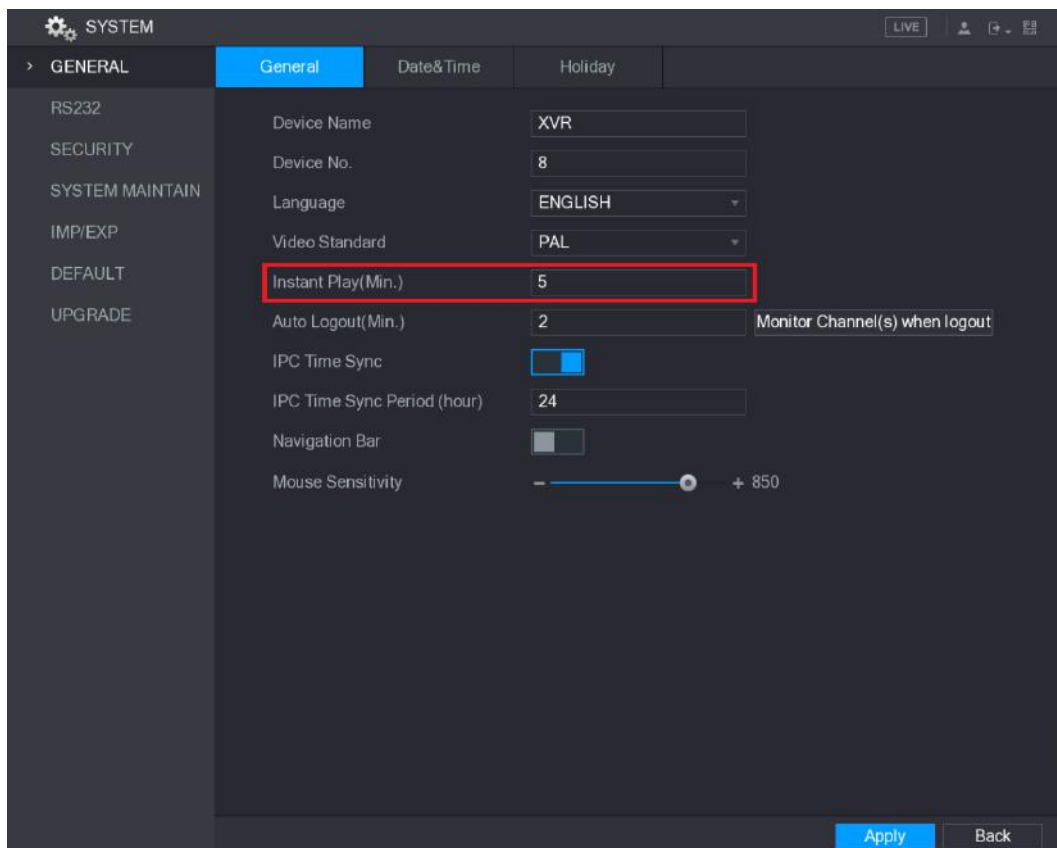 SYSTEM
LIVE
GENERAL
RS232
SECURITY
SYSTEM MAINTAIN
IMP/EXP
DEFAULT
UPGRADE
General Date&Time Holiday
Device Name XVR
Device No. 8
Language ENGLISH
Video Standard PAL
Instant Play(Min.) 5
Auto Logout(Min.) 2 Monitor Channel(s) when logout
IPC Time Sync
IPC Time Sync Period (hour) 24
Navigation Bar
Mouse Sensitivity 850
Apply Back